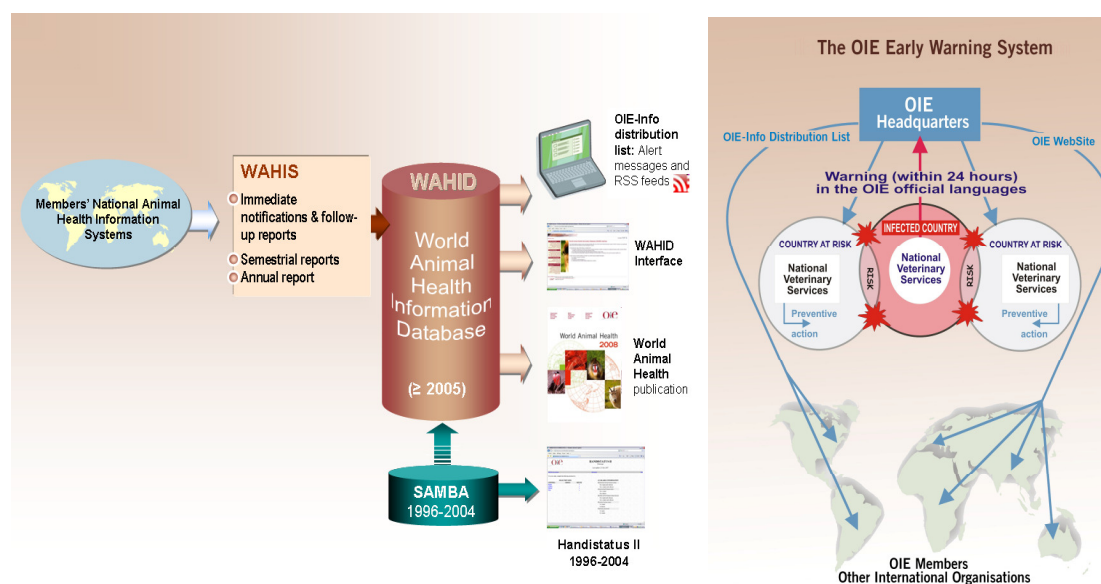 Members' National Animal
Health Information
Systems
WAHIS
Immediate
notifications & follow-
up reports
Semestrial reports
Annual report
WAHID
World
Animal
Health
Information
Database
(≥ 2005)
SAMBA
1996-2004
OIE-Info
distribution
list: Alert
messages and
RSS feeds
WAHID
Interface
Oie
World Animal Health
2008
World
Animal
Health
publication
Oie
Handistatus II
1996-2004
The OIE Early Warning System
OIE
Headquarters
OIE-Info Distribution List
OIE WebSite
Warning (within 24 hours)
in the OIE official languages
INFECTED COUNTRY
COUNTRY AT RISK
National
Veterinary
Services
Preventive
action
RISK
National
Veterinary
Services
RISK
COUNTRY AT RISK
National
Veterinary
Services
Preventive
action
OIE Members
Other International Organisations